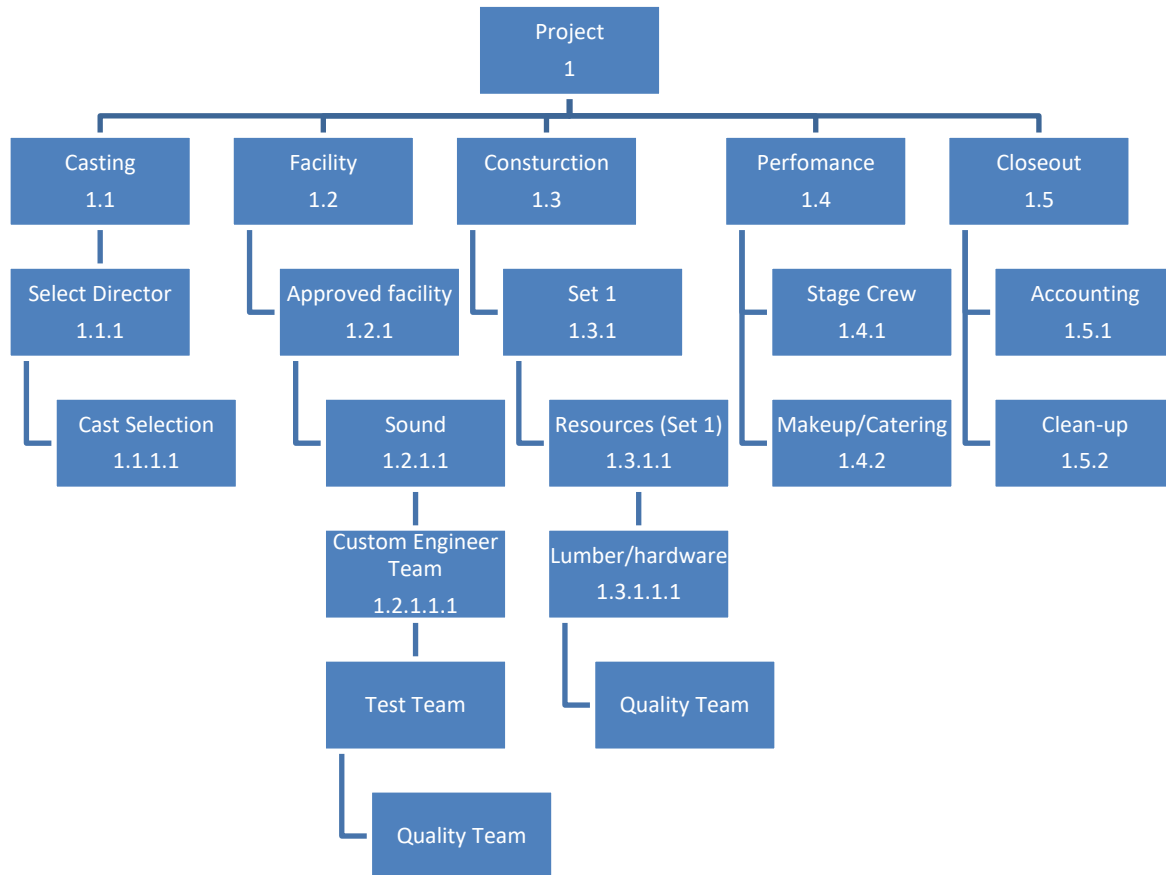 Project
1
Casting
1.1
Facility
1.2
Consturction
1.3
Perfomance
1.4
Closeout
1.5
Select Director
1.1.1
Approved facility
1.2.1
Set 1
1.3.1
Stage Crew
1.4.1
Accounting
1.5.1
Cast Selection
1.1.1.1
Sound
1.2.1.1
Resources (Set 1)
1.3.1.1
Makeup/Catering
1.4.2
Clean-up
1.5.2
Custom Engineer
Team
1.2.1.1.1
Lumber/hardware
1.3.1.1.1
Test Team
Quality Team
Quality Team